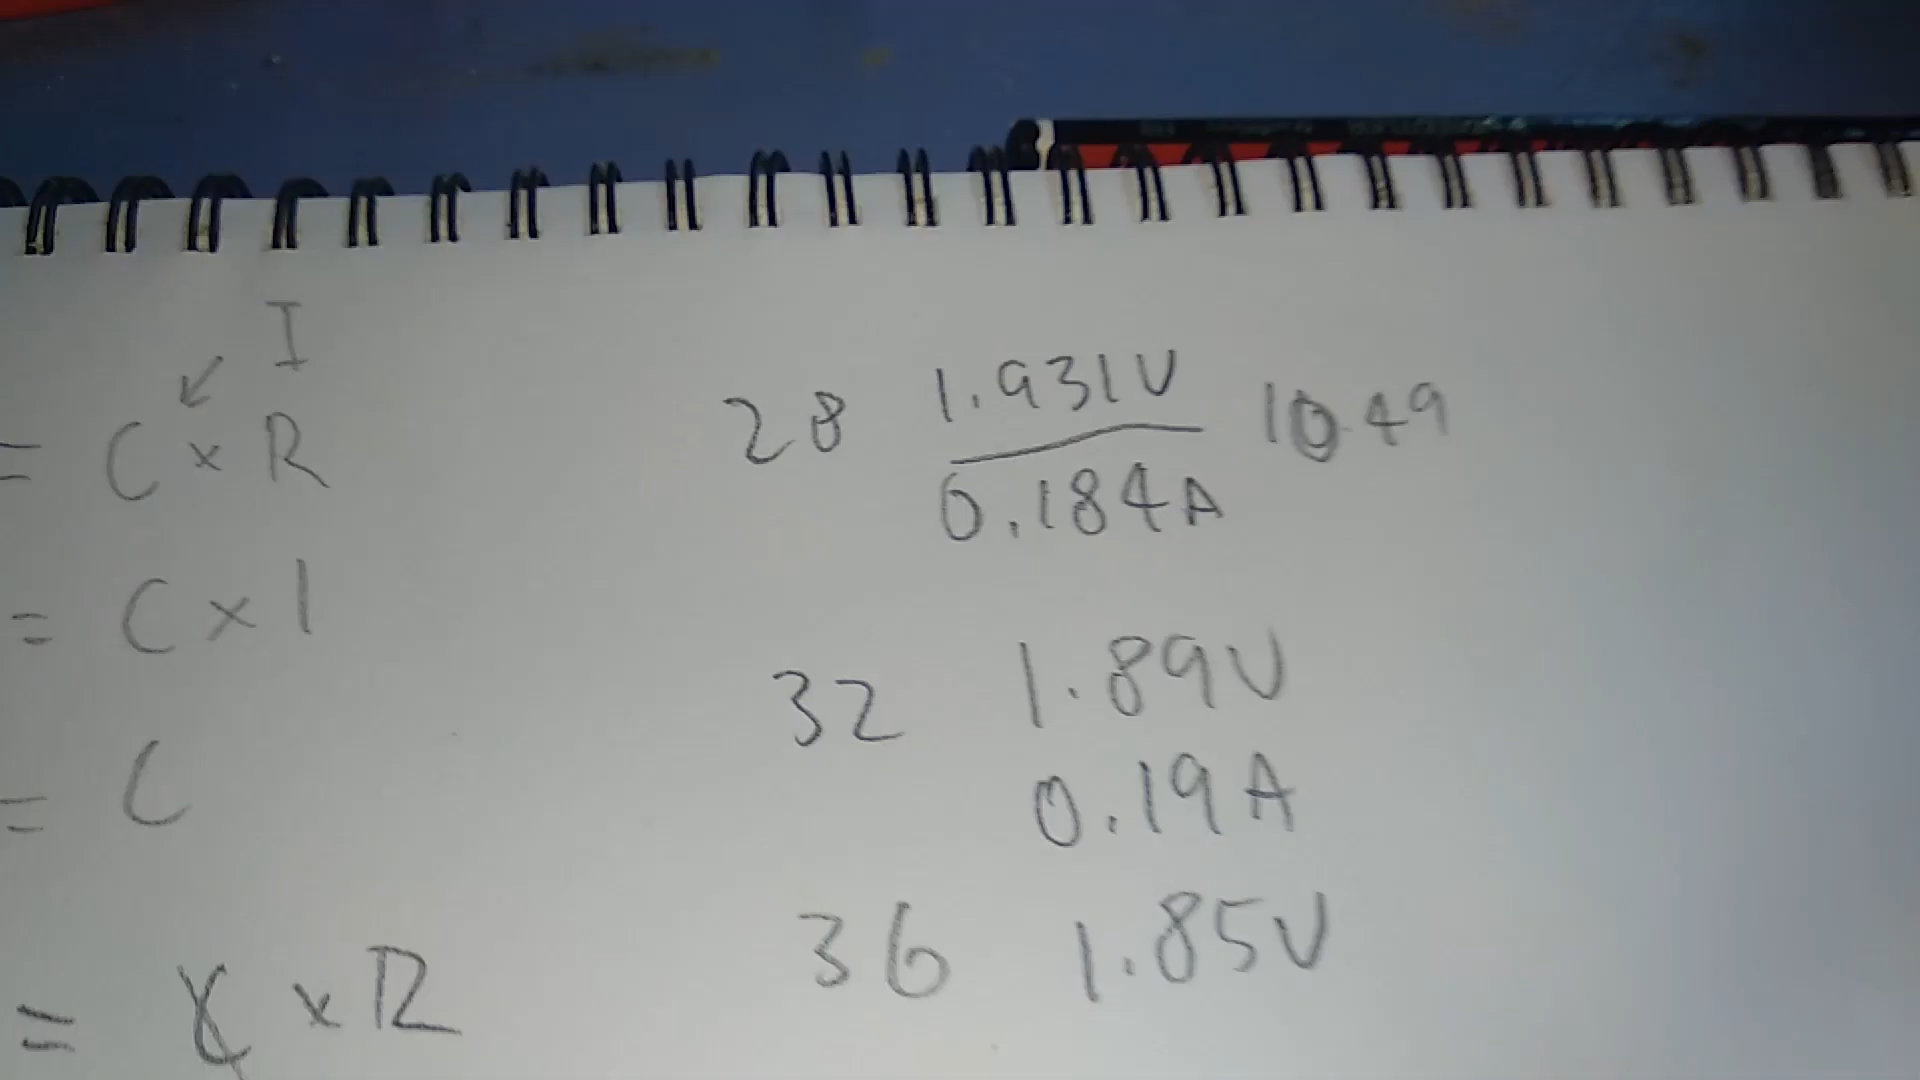 I
↙
= C × R
= C × 1
= C
= C × R
28 1.931V 10.49
0.184A
32 1.89V
0.19A
36 1.85V